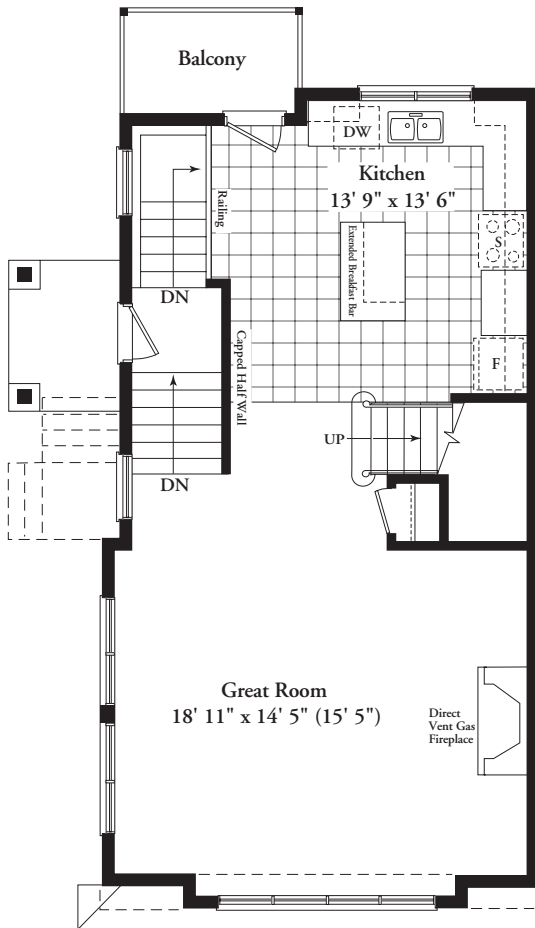 Balcony
DW
Kitchen
13' 9" x 13' 6"
Railing
Extended Breakfast Bar
S
DN
Capped Half Wall
F
UP
DN
Great Room
18' 11" x 14' 5" (15' 5")
Direct
Vent Gas
Fireplace